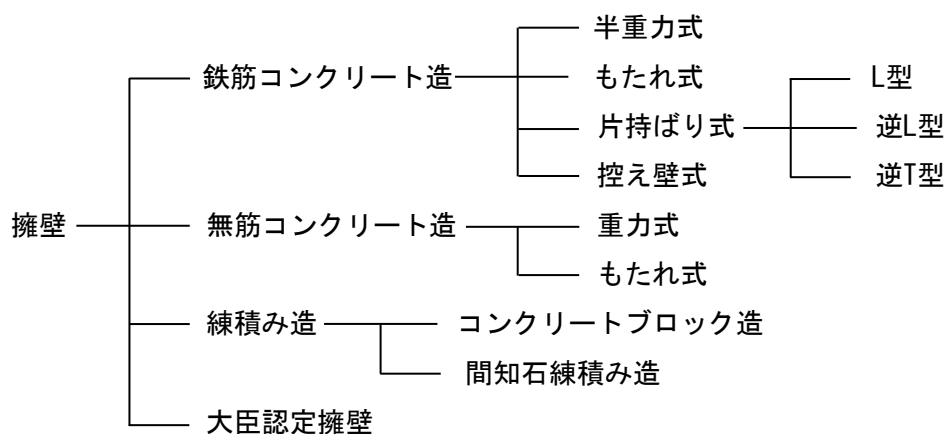 半重力式
鉄筋コンクリート造
もたれ式
L型
片持ばり式
逆L型
控え壁式
逆T型
擁壁
無筋コンクリート造
重力式
もたれ式
練積み造
コンクリートブロック造
間知石練積み造
大臣認定擁壁